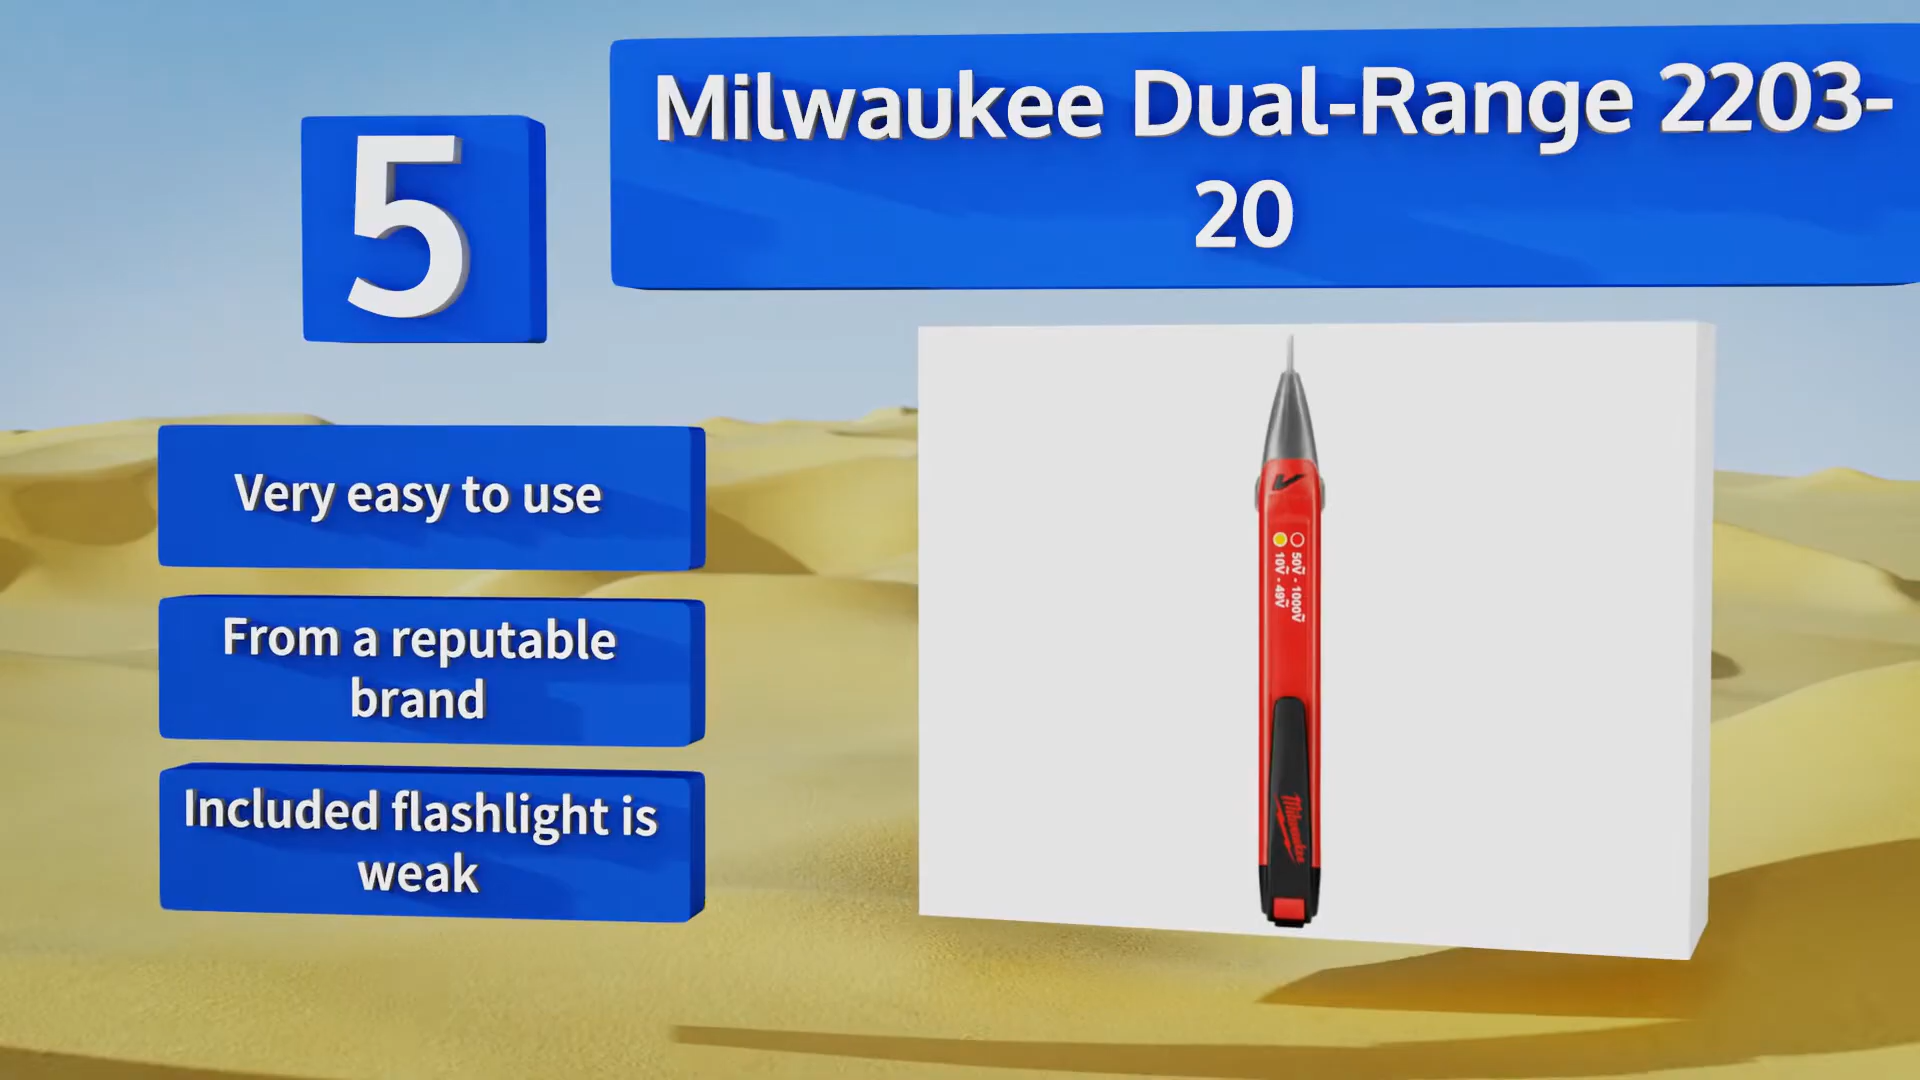 5
Milwaukee Dual-Range 2203-
20
Very easy to use
From a reputable
brand
Included flashlight is
weak
50V - 1000V
10V - 49V
Milwaukee